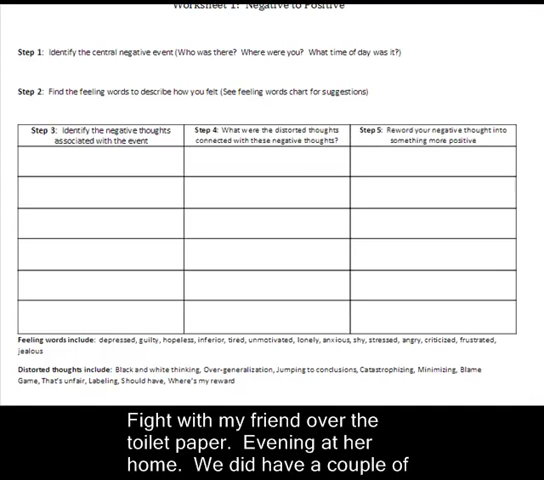 Worksheet 1: Negative to Positive
Step 1: Identify the central negative event (Who was there? Where were you? What time of day was it?)
Step 2: Find the feeling words to describe how you felt (See feeling words chart for suggestions)
Step 3: Identify the negative thoughts associated with the event
Step 4: What were the distorted thoughts connected with these negative thoughts?
Step 5: Reword your negative thought into something more positive
Feeling words include: depressed, guilty, hopeless, inferior, tired, unmotivated, lonely, anxious, shy, stressed, angry, criticized, frustrated,
jealous
Distorted thoughts include: Black and white thinking, Over-generalization, Jumping to conclusions, Catastrophizing, Minimizing, Blame
Game, That's unfair, Labeling, Should have, Where's my reward
Fight with my friend over the
toilet paper. Evening at her
home. We did have a couple of